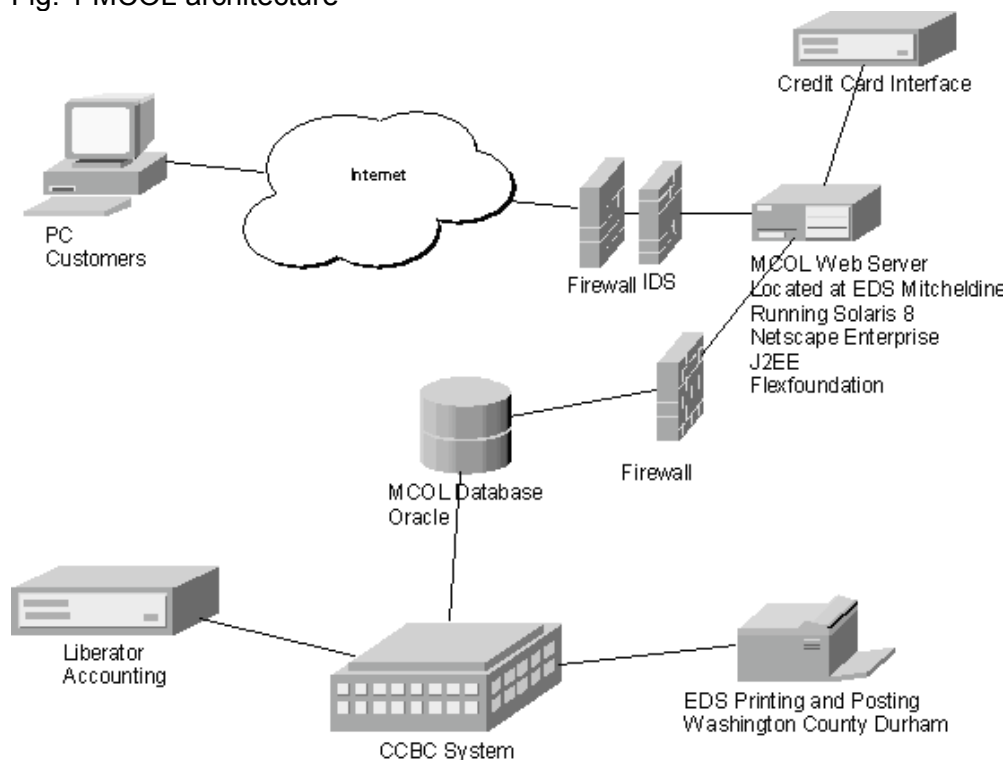 Fig. 1 MCOL architecture
Credit Card Interface
Internet
PC
Customers
Firewall
IDS
MCOL Web Server
Located at EDS Mitcheldine
Running Solaris 8
Netscape Enterprise
J2EE
Flexfoundation
Firewall
MCOL Database
Oracle
Liberator
Accounting
EDS Printing and Posting
Washington County Durham
CCBC System